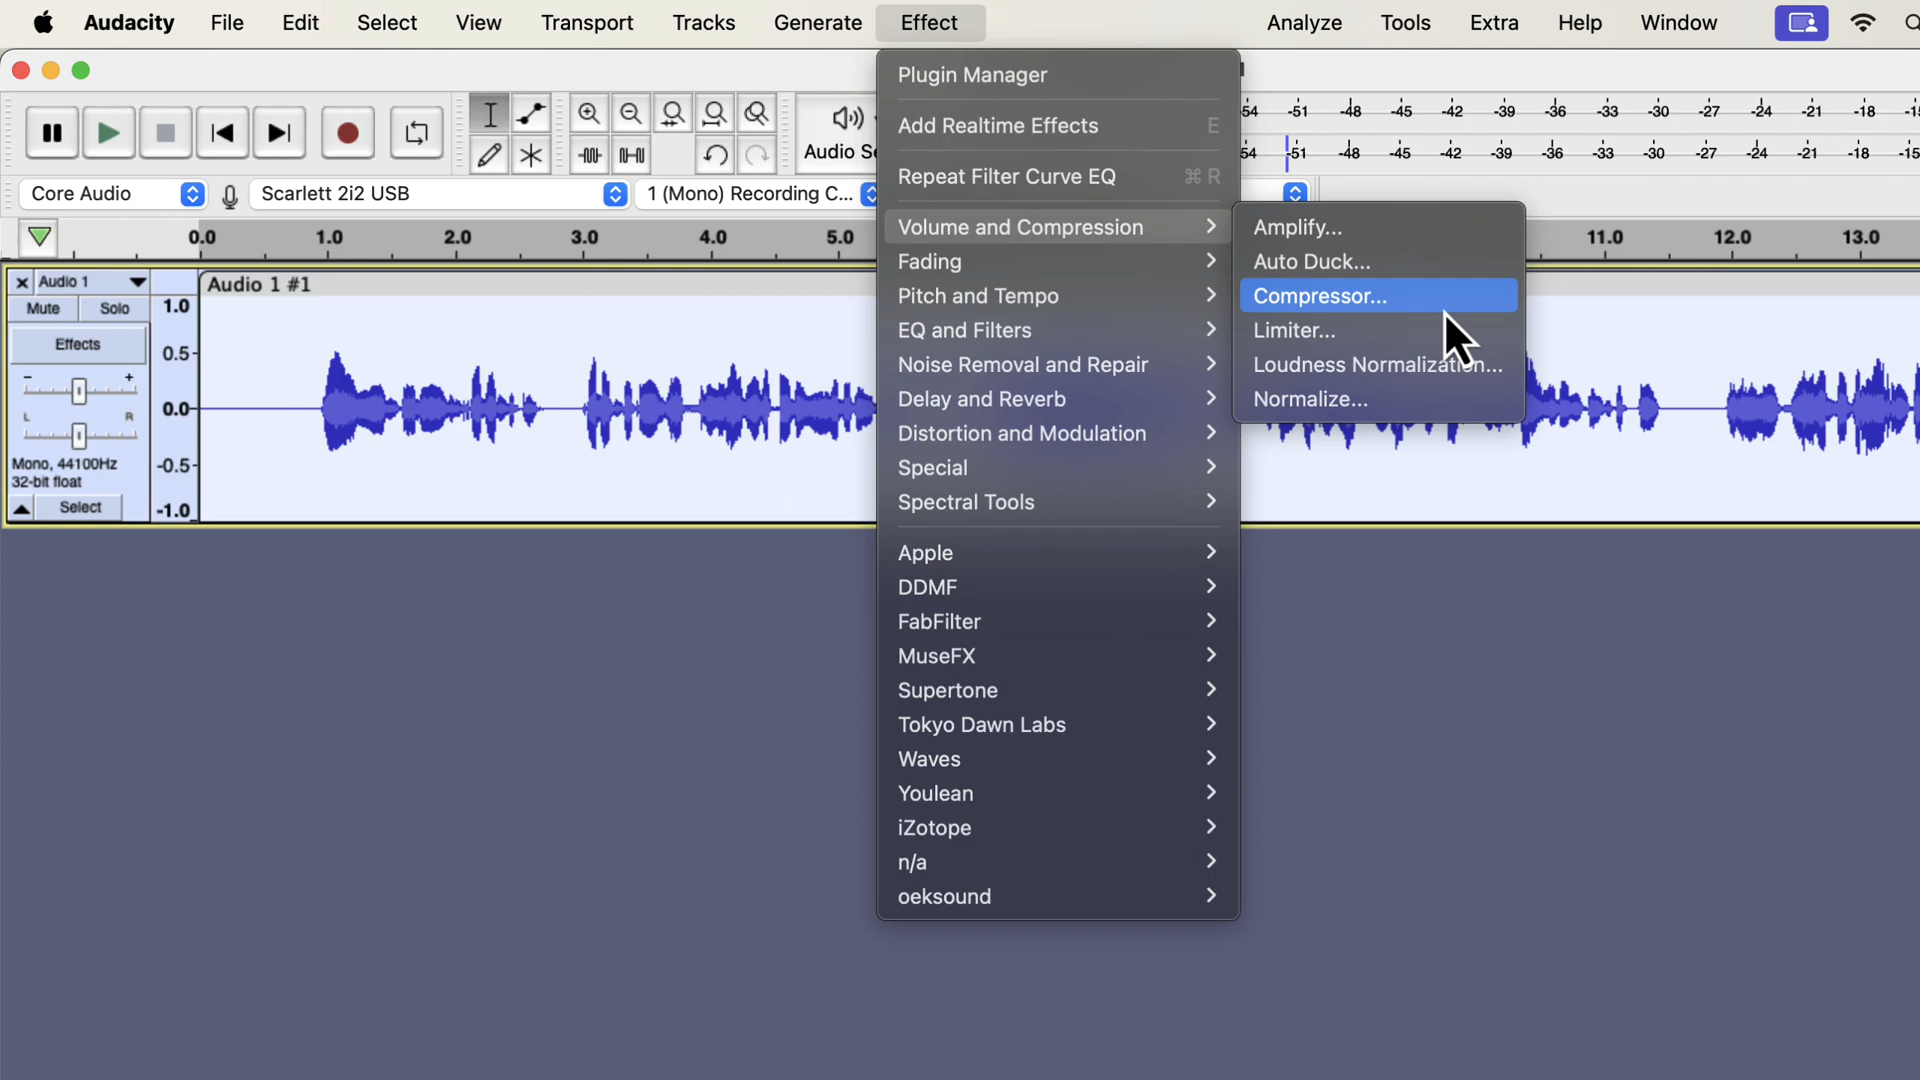 Audacity File Edit Select View Transport Tracks Generate Effect Analyze Tools Extra Help Window
Plugin Manager
Add Realtime Effects E
Repeat Filter Curve EQ ⌘ R
Volume and Compression
Fading
Pitch and Tempo
EQ and Filters
Noise Removal and Repair
Delay and Reverb
Distortion and Modulation
Special
Spectral Tools
Apple
DDMF
FabFilter
MuseFX
Supertone
Tokyo Dawn Labs
Waves
Youlean
iZotope
n/a
oeksound
Amplify...
Auto Duck...
Compressor...
Limiter...
Loudness Normalization...
Normalize...
Audio Se
54 -51 -48 -45 -42 -39 -36 -33 -30 -27 -24 -21 -18 -1
54 -51 -48 -45 -42 -39 -36 -33 -30 -27 -24 -21 -18 -15
Core Audio Scarlett 2i2 USB 1 (Mono) Recording C...
0.0 1.0 2.0 3.0 4.0 5.0 11.0 12.0 13.0
Audio 1
Mute Solo
Effects
- +
L R
Mono, 44100Hz
32-bit float
Select
1.0
0.5
0.0
-0.5
-1.0
Audio 1 #1